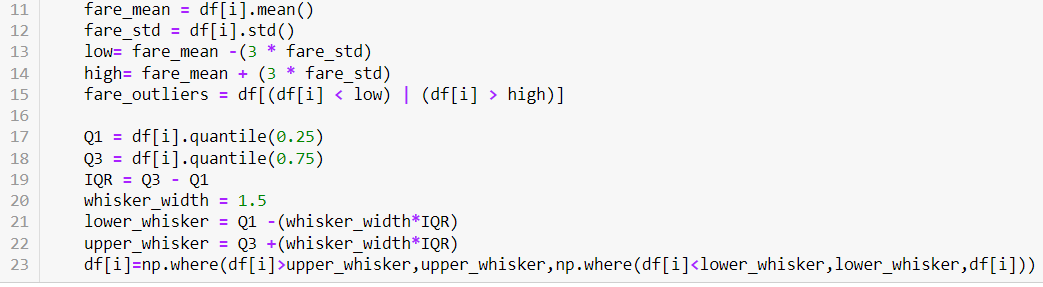 11 fare_mean = df[i].mean()
12 fare_std = df[i].std()
13 low= fare_mean -(3 * fare_std)
14 high= fare_mean + (3 * fare_std)
15 fare_outliers = df[(df[i] < low) | (df[i] > high)]
16
17 Q1 = df[i].quantile(0.25)
18 Q3 = df[i].quantile(0.75)
19 IQR = Q3 - Q1
20 whisker_width = 1.5
21 lower_whisker = Q1 -(whisker_width*IQR)
22 upper_whisker = Q3 +(whisker_width*IQR)
23 df[i]=np.where(df[i]>upper_whisker,upper_whisker,np.where(df[i]<lower_whisker,lower_whisker,df[i]))